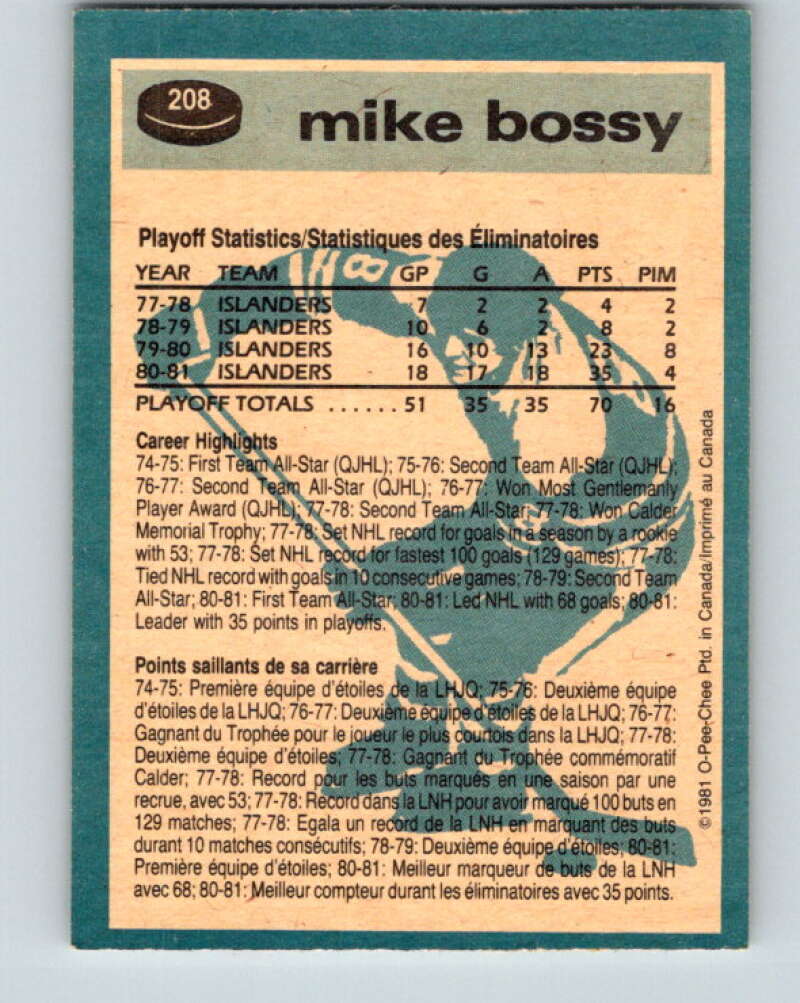 208
mike bossy
Playoff Statistics/Statistiques des Éliminatoires
YEAR TEAM GP G A PTS PIM
77-78 ISLANDERS 7 2 2 4 2
78-79 ISLANDERS 10 6 2 8 2
79-80 ISLANDERS 16 10 13 23 8
80-81 ISLANDERS 18 17 18 35 4
PLAYOFF TOTALS ...... 51 35 35 70 16
Career Highlights
74-75: First Team All-Star (QJHL); 75-76: Second Team All-Star (QJHL);
76-77: Second Team All-Star (QJHL); 76-77: Won Most Gentlemanly
Player Award (QJHL); 77-78: Second Team All-Star; 77-78: Won Calder
Memorial Trophy; 77-78: Set NHL record for goals in a season by a rookie
with 53; 77-78: Set NHL record for fastest 100 goals (129 games); 77-78:
Tied NHL record with goals in 10 consecutive games; 78-79: Second Team
All-Star; 80-81: First Team All-Star; 80-81: Led NHL with 68 goals; 80-81:
Leader with 35 points in playoffs.
Points saillants de sa carrière
74-75: Première équipe d'étoiles de la LHJQ; 75-76: Deuxième équipe
d'étoiles de la LHJQ; 76-77: Deuxième équipe d'étoiles de la LHJQ; 76-77:
Gagnant du Trophée pour le joueur le plus courtois dans la LHJQ; 77-78:
Deuxième équipe d'étoiles; 77-78: Gagnant du Trophée commémoratif
Calder; 77-78: Record pour les buts marqués en une saison par une
recrue, avec 53; 77-78: Record dans la LNH pour avoir marqué 100 buts en
129 matches; 77-78: Egala un record de la LNH en marquant des buts
durant 10 matches consécutifs; 78-79: Deuxième équipe d'étoiles; 80-81:
Première équipe d'étoiles; 80-81: Meilleur marqueur de buts de la LNH
avec 68; 80-81: Meilleur compteur durant les éliminatoires avec 35 points.
©1981 O-Pee-Chee Ptd. in Canada/Imprimé au Canada